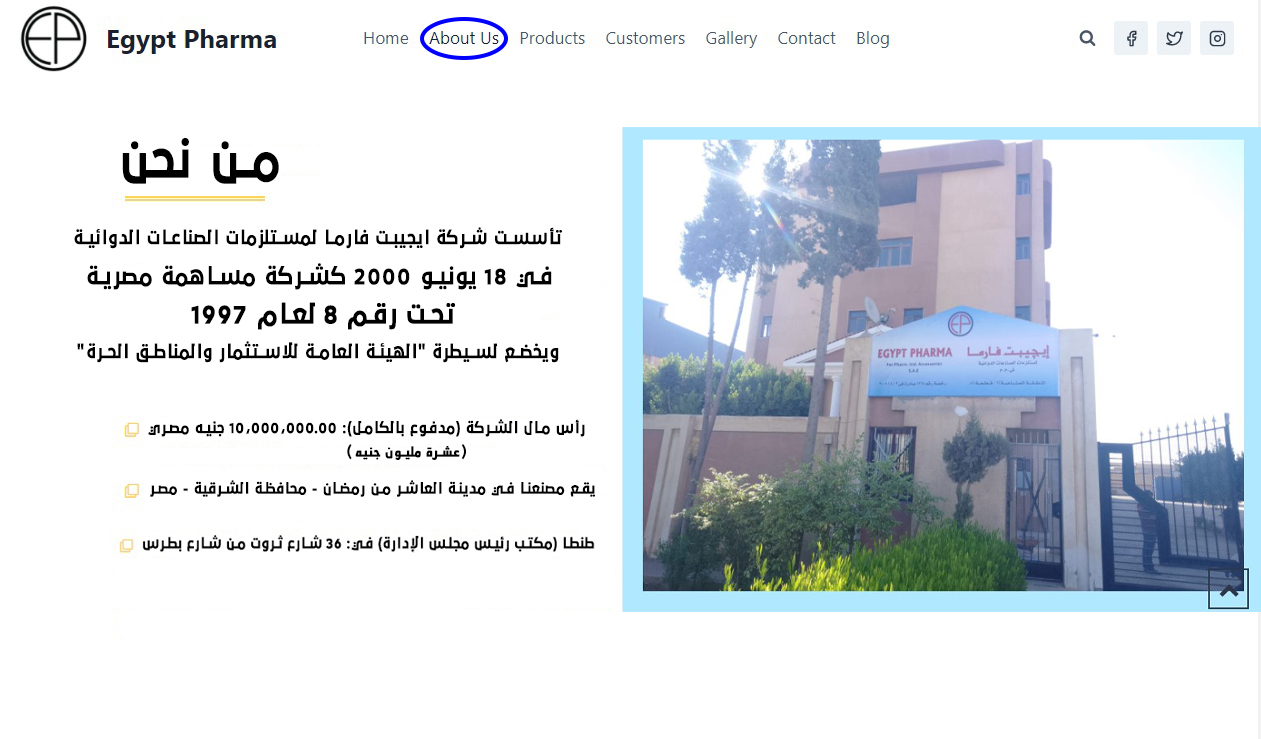 Egypt Pharma
Home About Us Products Customers Gallery Contact Blog
من نحن
تأسست شركة ايجيبت فارما لمستلزمات الصناعات الدوائية
في 18 يونيو 2000 كشركة مساهمة مصرية
تحت رقم 8 لعام 1997
ويخضع لسيطرة "الهيئة العامة للاستثمار والمناطق الحرة"
رأس مال الشركة (مدفوع بالكامل): 10،000،000.00 جنيه مصري
(عشرة مليون جنيه )
يقع مصنعنا في مدينة العاشر من رمضان - محافظة الشرقية - مصر
طنطا (مكتب رئيس مجلس الإدارة) في: 36 شارع ثروت من شارع بطرس
EP
EGYPT PHARMA إيجيبت فارما